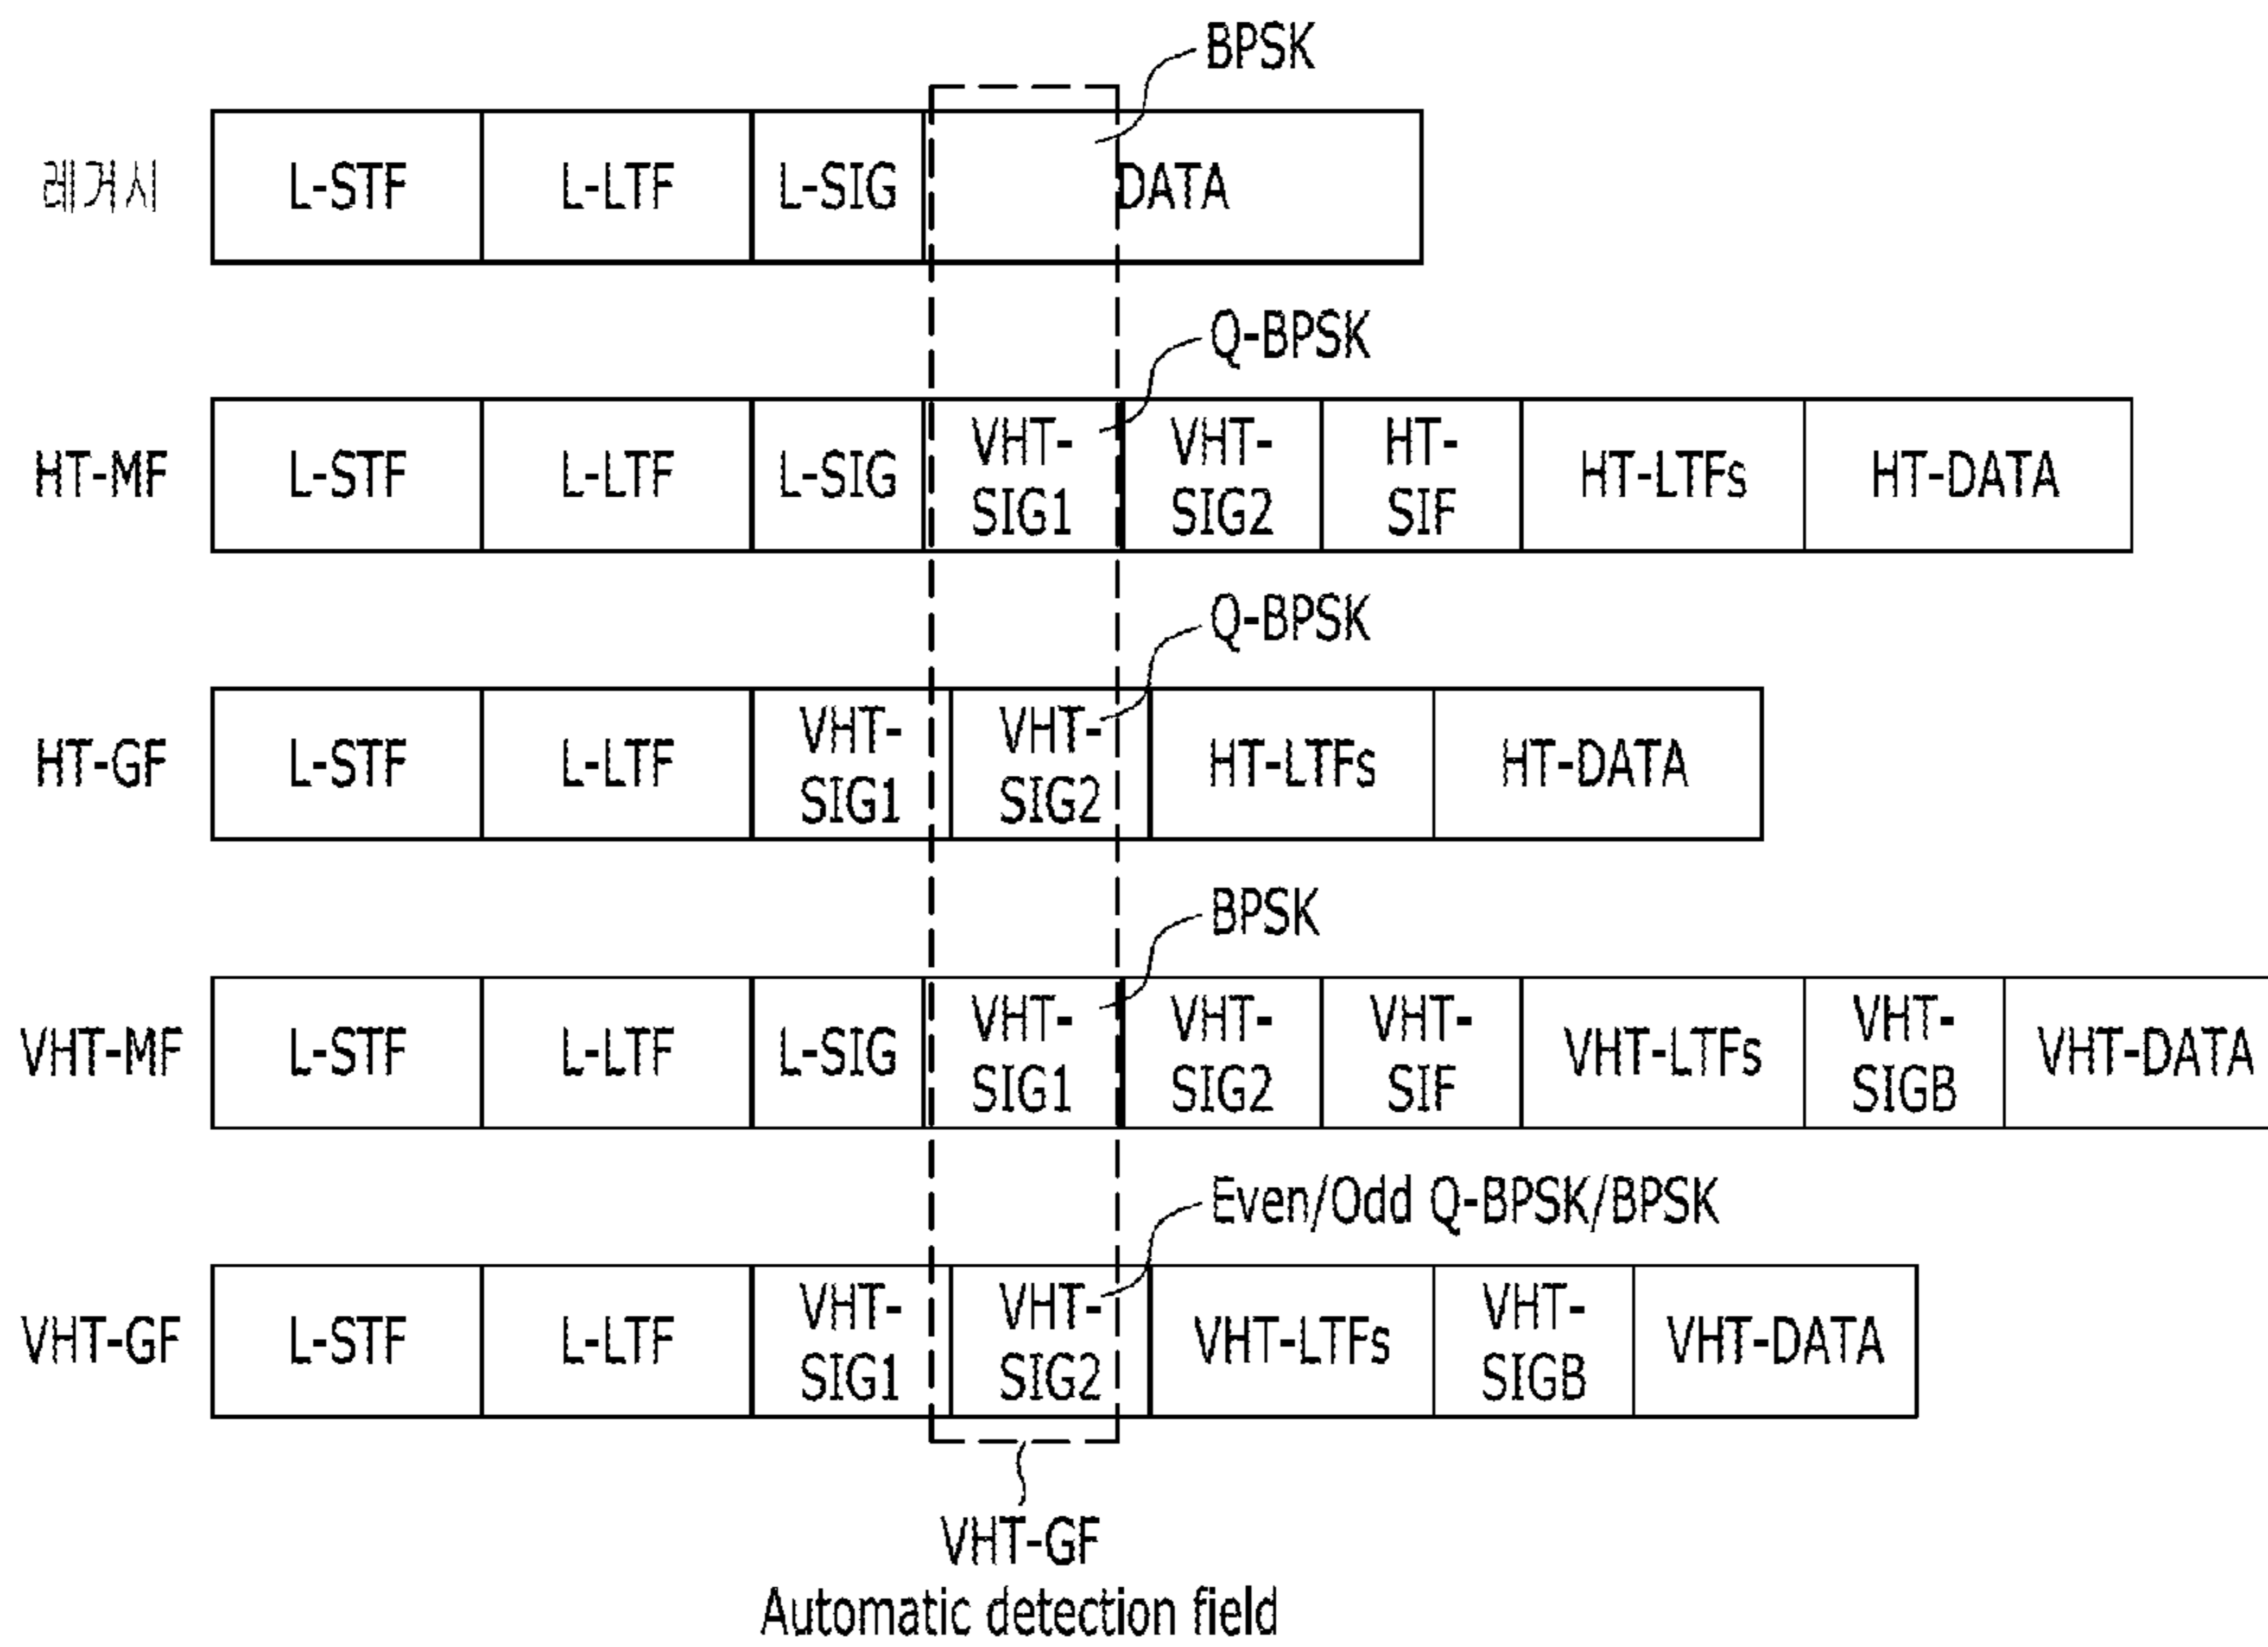 BPSK
레거시 L-STF L-LTF L-SIG DATA
Q-BPSK
HT-MF L-STF L-LTF L-SIG VHT-SIG1 VHT-SIG2 HT-SIF HT-LTFs HT-DATA
Q-BPSK
HT-GF L-STF L-LTF VHT-SIG1 VHT-SIG2 HT-LTFs HT-DATA
BPSK
VHT-MF L-STF L-LTF L-SIG VHT-SIG1 VHT-SIG2 VHT-SIF VHT-LTFs VHT-SIGB VHT-DATA
Even/Odd Q-BPSK/BPSK
VHT-GF L-STF L-LTF VHT-SIG1 VHT-SIG2 VHT-LTFs VHT-SIGB VHT-DATA
VHT-GF
Automatic detection field